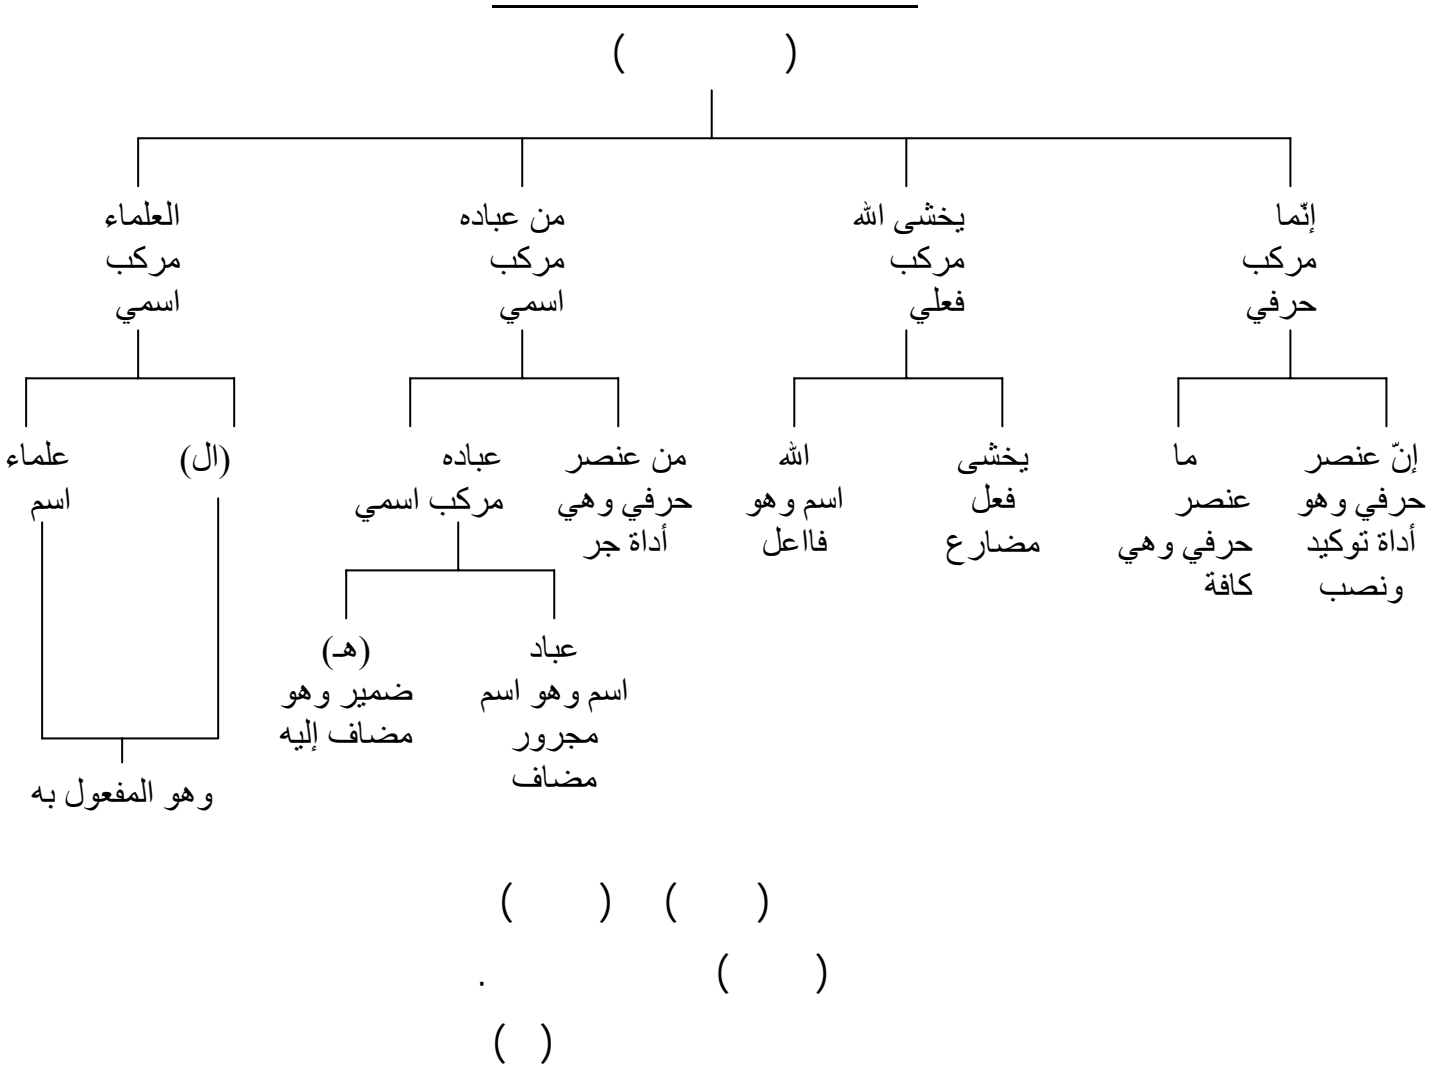 (            )
إنّما
مركب
حرفي
يخشى الله
مركب
فعلي
من عباده
مركب
اسمي
العلماء
مركب
اسمي
إنّ عنصر
حرفي وهو
أداة توكيد
ونصب
ما
عنصر
حرفي وهي
كافة
يخشى
فعل
مضارع
الله
اسم وهو
فااعل
من عنصر
حرفي وهي
أداة جر
عباده
مركب اسمي
(ال)
علماء
اسم
عباد
اسم وهو اسم
مجرور
مضاف
(هـ)
ضمير وهو
مضاف إليه
وهو المفعول به
(      )    (      )
(      )                .
(  )